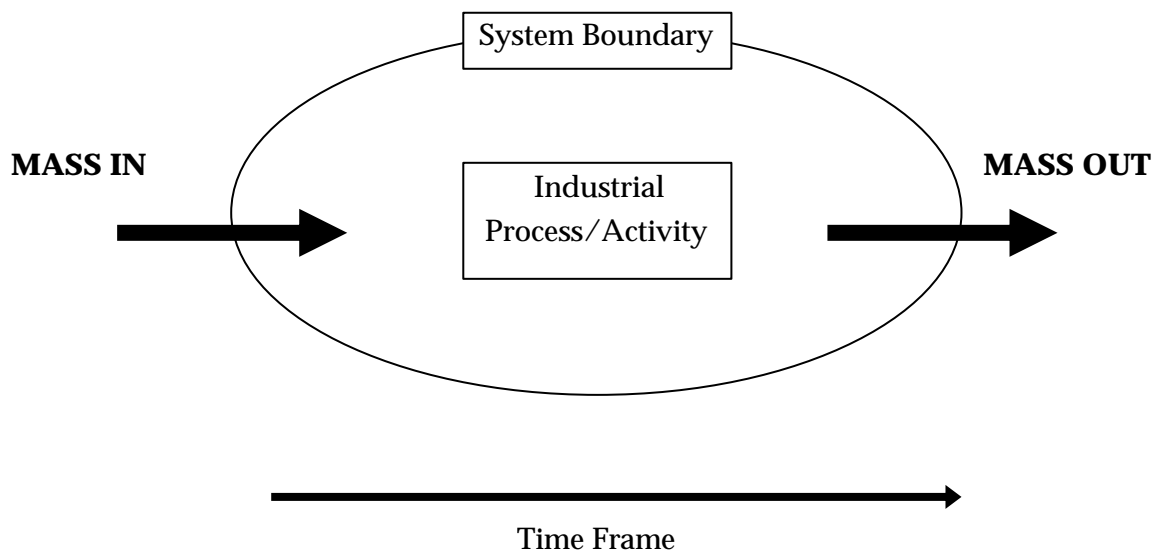 System Boundary
MASS IN
MASS OUT
Industrial
Process/Activity
Time Frame